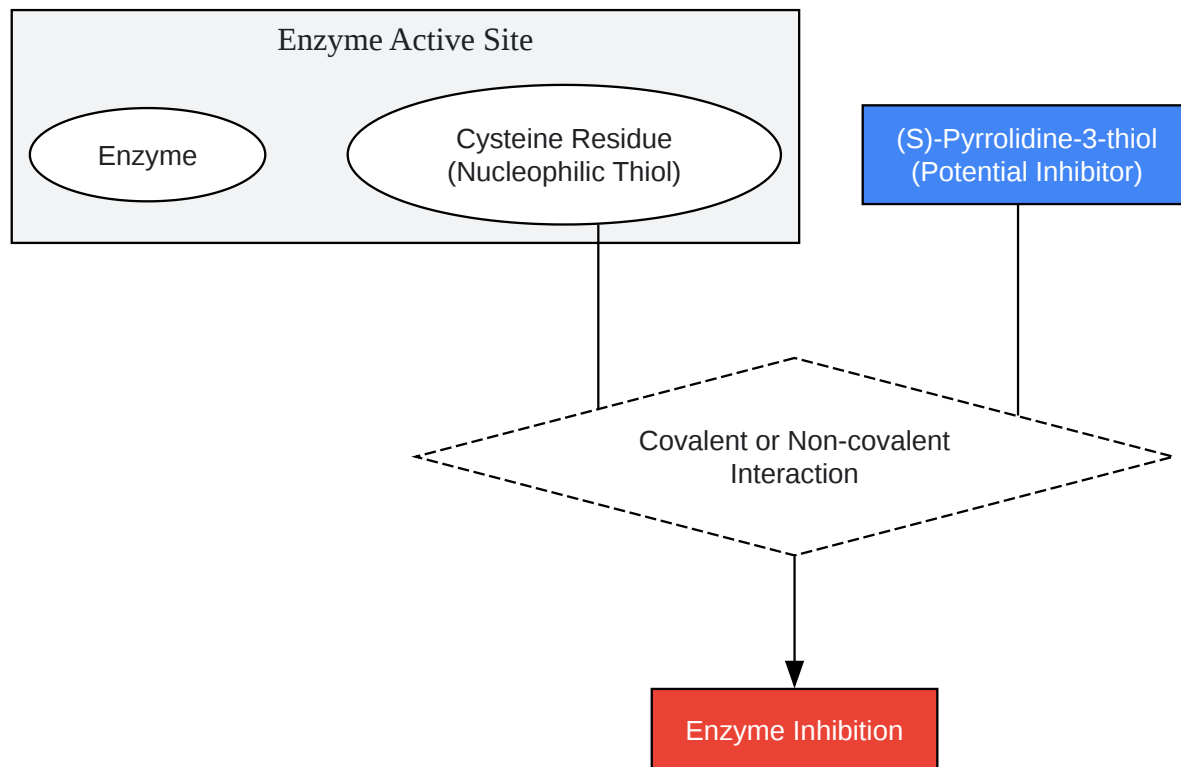 Enzyme Active Site
Enzyme
Cysteine Residue
(Nucleophilic Thiol)
(S)-Pyrrolidine-3-thiol
(Potential Inhibitor)
Covalent or Non-covalent
Interaction
Enzyme Inhibition